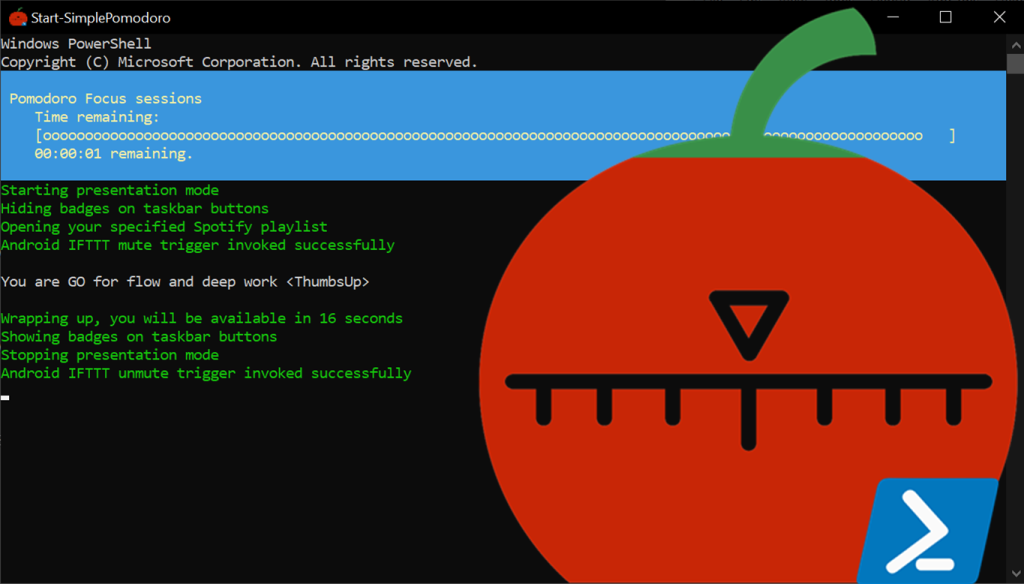 Start-SimplePomodoro
Windows PowerShell
Copyright (C) Microsoft Corporation. All rights reserved.
Pomodoro Focus sessions
Time remaining:
[ooooooooooooooooooooooooooooooooooooooooooooooooooooooooooooooooooooooooooooooooo oooooooooooooooooooo ]
00:00:01 remaining.
Starting presentation mode
Hiding badges on taskbar buttons
Opening your specified Spotify playlist
Android IFTTT mute trigger invoked successfully
You are GO for flow and deep work <ThumbsUp>
Wrapping up, you will be available in 16 seconds
Showing badges on taskbar buttons
Stopping presentation mode
Android IFTTT unmute trigger invoked successfully